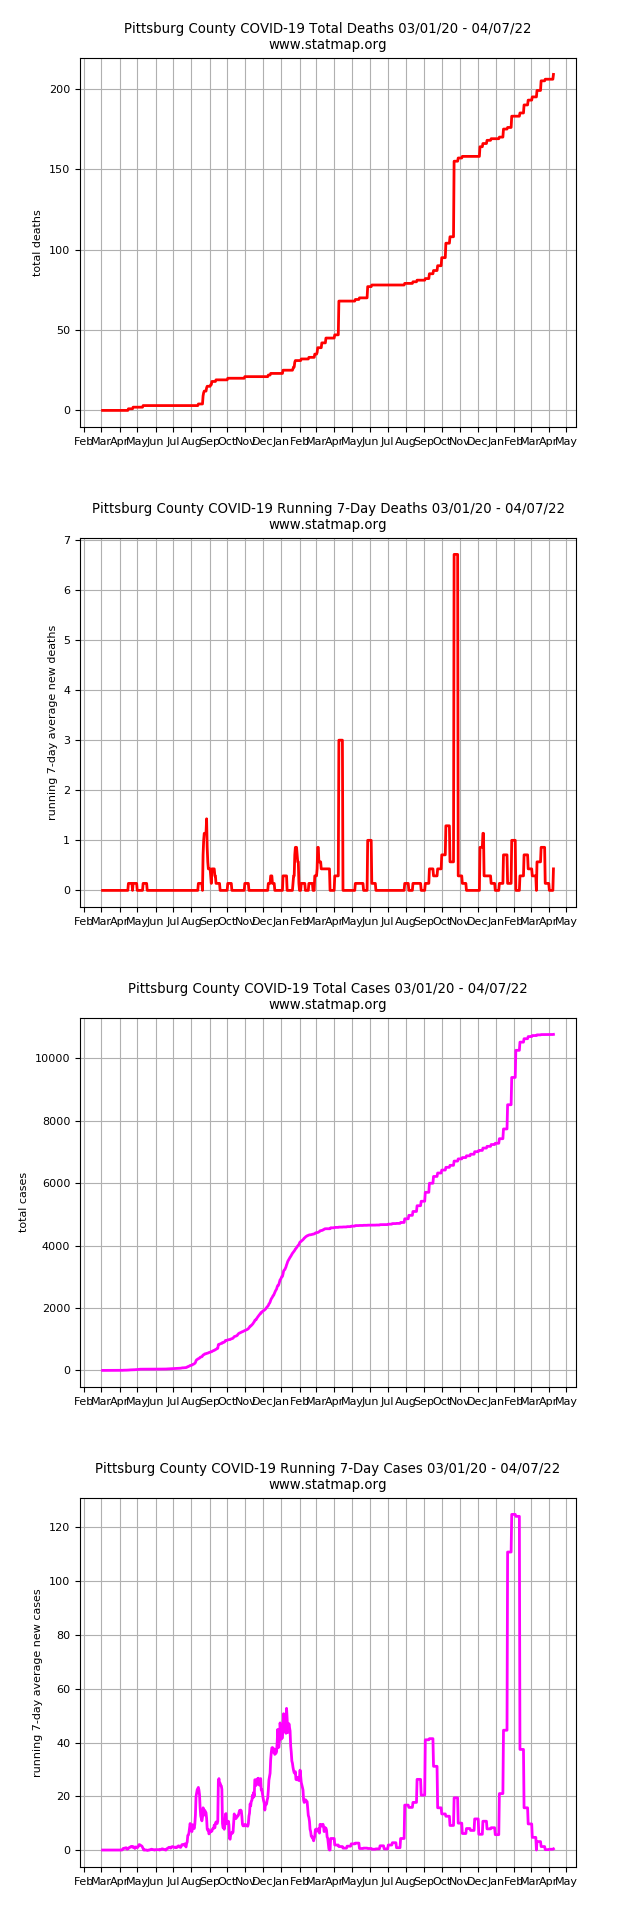 Pittsburg County COVID-19 Total Deaths 03/01/20 - 04/07/22
www.statmap.org
200
150
100
50
0
total deaths
Feb Mar Apr May Jun Jul Aug Sep Oct Nov Dec Jan Feb Mar Apr May Jun Jul Aug Sep Oct Nov Dec Jan Feb Mar Apr May
Pittsburg County COVID-19 Running 7-Day Deaths 03/01/20 - 04/07/22
www.statmap.org
7
6
5
4
3
2
1
0
running 7-day average new deaths
Feb Mar Apr May Jun Jul Aug Sep Oct Nov Dec Jan Feb Mar Apr May Jun Jul Aug Sep Oct Nov Dec Jan Feb Mar Apr May
Pittsburg County COVID-19 Total Cases 03/01/20 - 04/07/22
www.statmap.org
10000
8000
6000
4000
2000
0
total cases
Feb Mar Apr May Jun Jul Aug Sep Oct Nov Dec Jan Feb Mar Apr May Jun Jul Aug Sep Oct Nov Dec Jan Feb Mar Apr May
Pittsburg County COVID-19 Running 7-Day Cases 03/01/20 - 04/07/22
www.statmap.org
120
100
80
60
40
20
0
running 7-day average new cases
Feb Mar Apr May Jun Jul Aug Sep Oct Nov Dec Jan Feb Mar Apr May Jun Jul Aug Sep Oct Nov Dec Jan Feb Mar Apr May